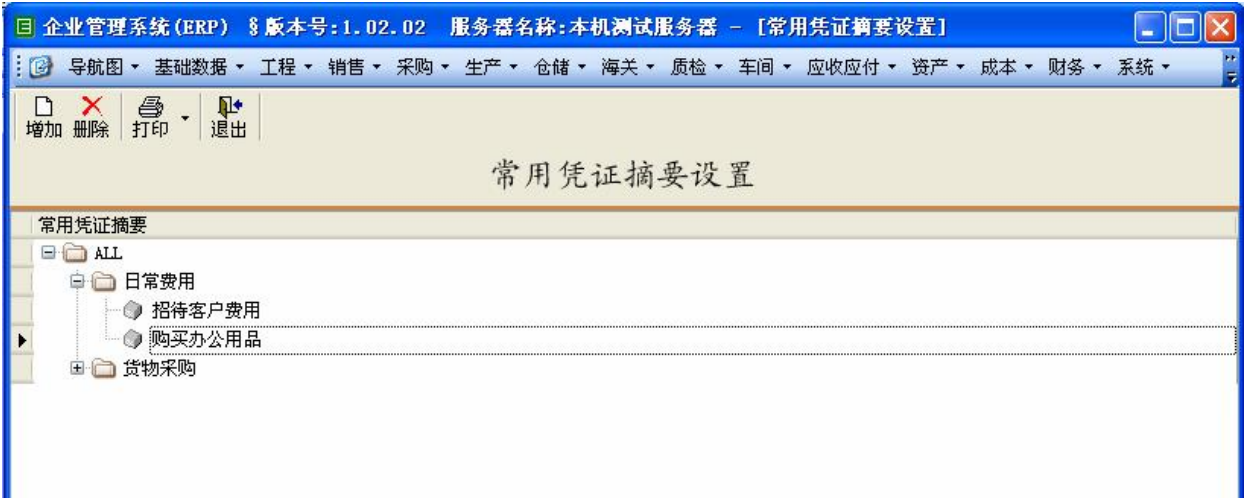 企业管理系统(ERP) §版本号:1.02.02 服务器名称:本机测试服务器 - [常用凭证摘要设置]
导航图 基础数据 工程 销售 采购 生产 仓储 海关 质检 车间 应收应付 资产 成本 财务 系统
增加 删除 打印 退出
常用凭证摘要设置
常用凭证摘要
ALL
日常费用
招待客户费用
购买办公用品
货物采购